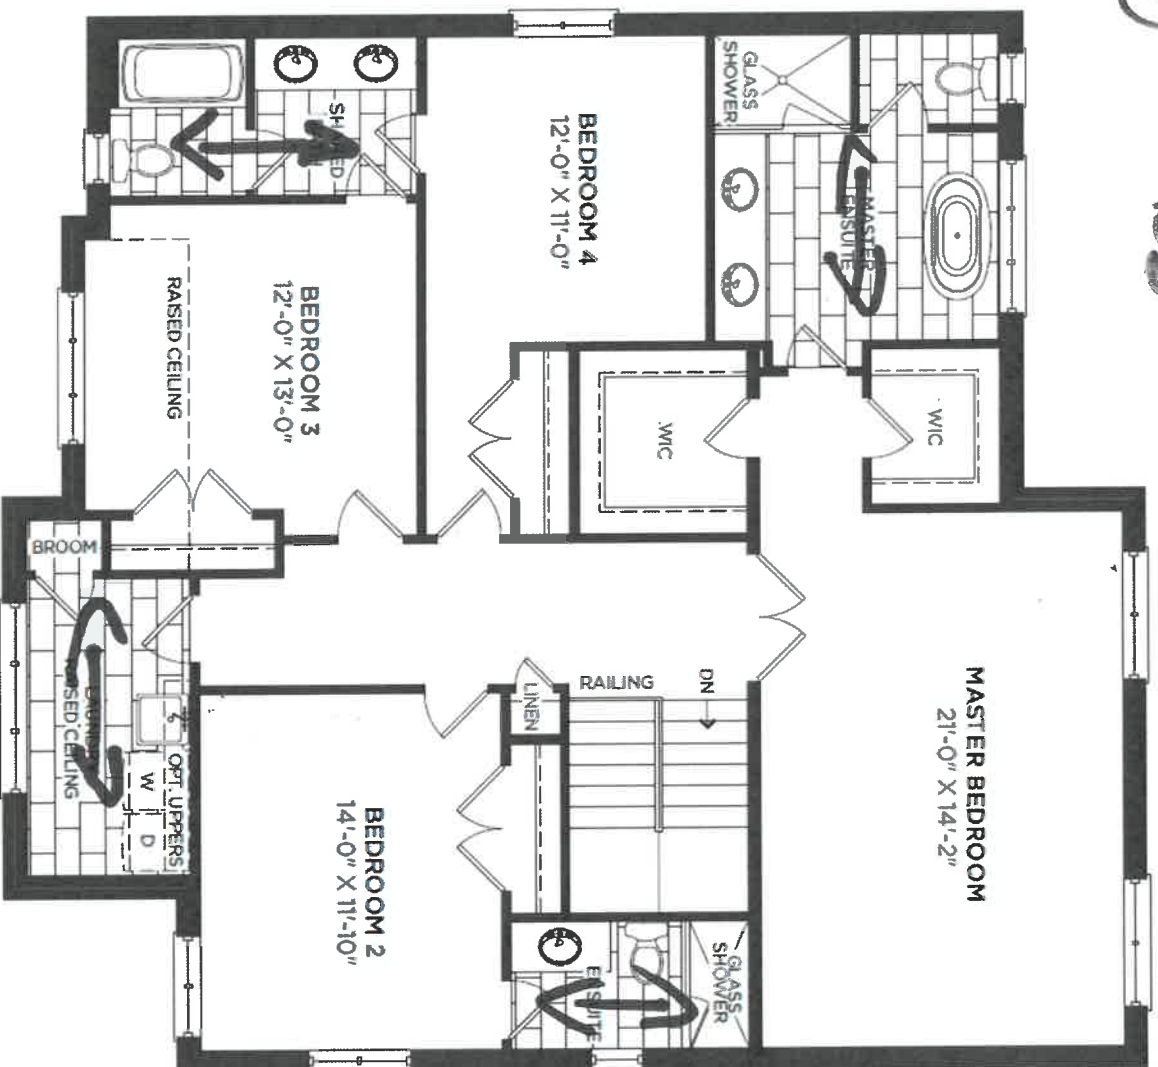 GLASS
SHOWER
MASTER
ENSUITE
BEDROOM 4
12'-0" X 11'-0"
BEDROOM 3
12'-0" X 13'-0"
RAISED CEILING
WIC
WIC
BROOM
LINEN
RAILING
DN
MASTER BEDROOM
21'-0" X 14'-2"
OPT. UPPERS
W
D
BEDROOM 2
14'-0" X 11'-10"
GLASS
SHOWER